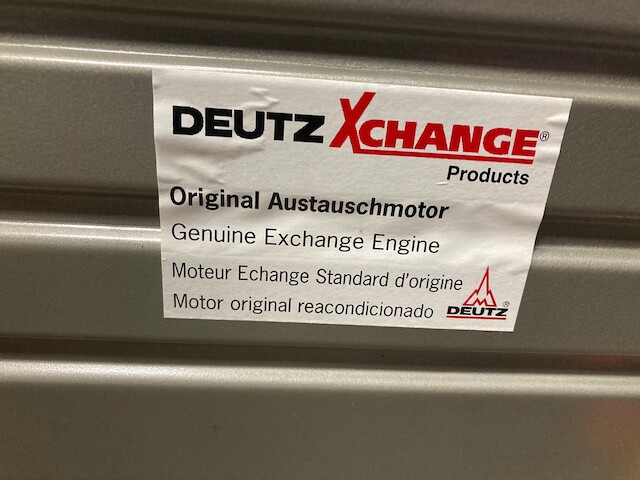 DEUTZ XCHANGE®
Products
Original Austauschmotor
Genuine Exchange Engine
Moteur Echange Standard d'origine
Motor original reacondicionado
DEUTZ®